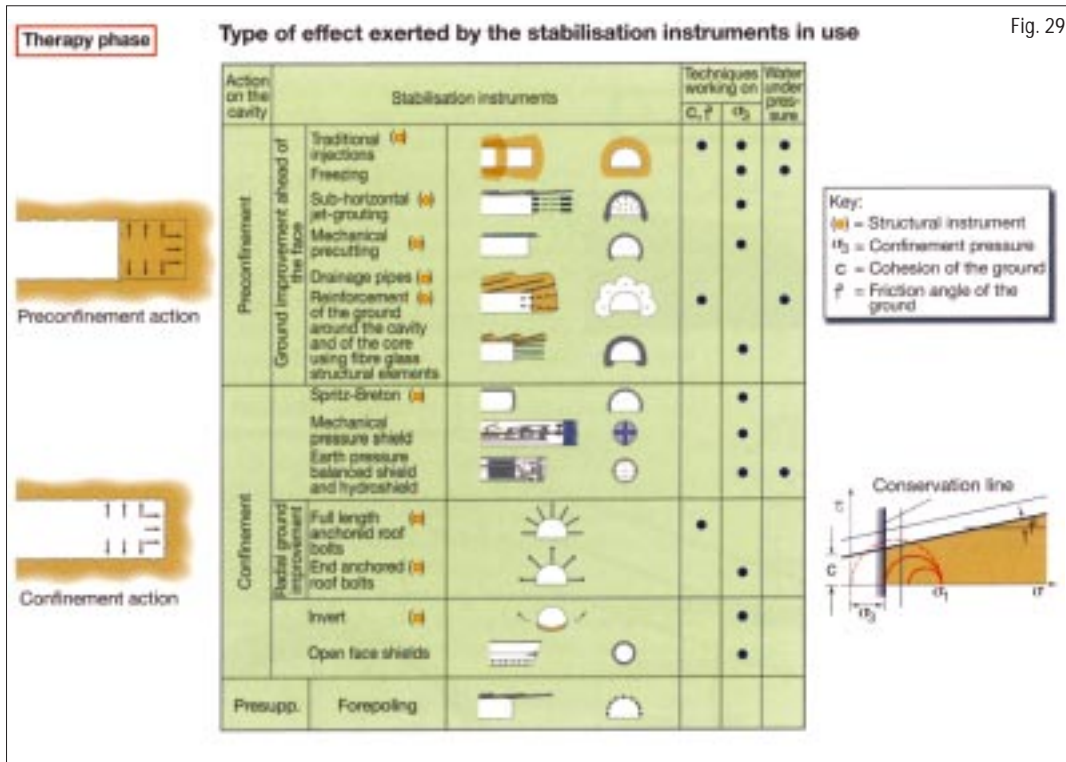 Fig. 29
Therapy phase
Type of effect exerted by the stabilisation instruments in use
Action on the cavity
Stabilisation instruments
Techniques working on
C, f
σ3
Water under pres-
sure
Preconfinement
Ground improvement ahead of the face
Traditional injections
Freezing
Sub-horizontal jet-grouting
Mechanical precutting
Drainage pipes
Reinforcement of the ground around the cavity and of the core using fibre glass structural elements
Confinement
Spritz-Breton
Mechanical pressure shield
Earth pressure balanced shield and hydroshield
Radial ground improvement
Full length anchored roof bolts
End anchored roof bolts
Invert
Open face shields
Presupp.
Forepoling
Preconfinement action
Confinement action
Key:
= Structural instrument
σ3 = Confinement pressure
C = Cohesion of the ground
f = Friction angle of the ground
Conservation line
C
σ3
σ1